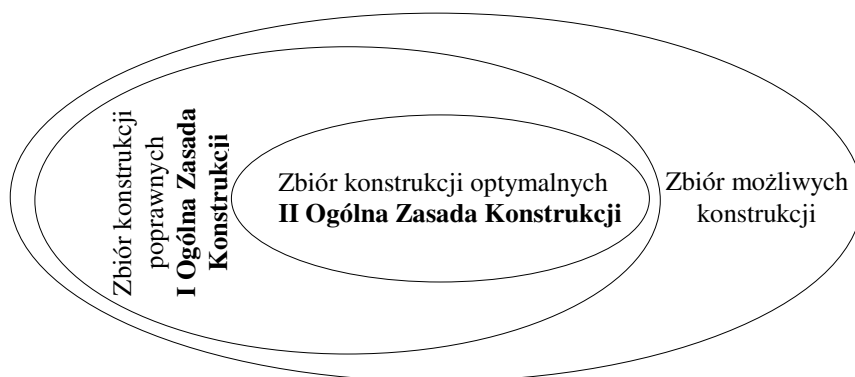 Zbiór konstrukcji
poprawnych
I Ogólna Zasada
Konstrukcji
Zbiór konstrukcji optymalnych
II Ogólna Zasada Konstrukcji
Zbiór możliwych
konstrukcji